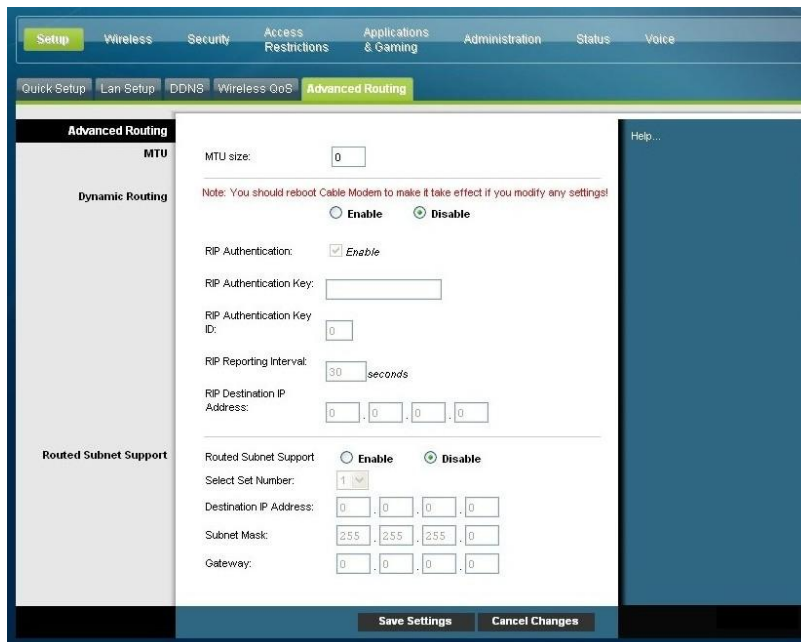 Setup Wireless Security Access Restrictions Applications & Gaming Administration Status Voice
Quick Setup Lan Setup DDNS Wireless QoS Advanced Routing
Advanced Routing
Help...
MTU
MTU size: 0
Dynamic Routing
Note: You should reboot Cable Modem to make it take effect if you modify any settings!
Enable Disable
RIP Authentication: Enable
RIP Authentication Key:
RIP Authentication Key
ID: 0
RIP Reporting Interval: 30 seconds
RIP Destination IP
Address: 0 . 0 . 0 . 0
Routed Subnet Support
Routed Subnet Support Enable Disable
Select Set Number: 1
Destination IP Address: 0 . 0 . 0 . 0
Subnet Mask: 255 . 255 . 255 . 0
Gateway: 0 . 0 . 0 . 0
Save Settings Cancel Changes